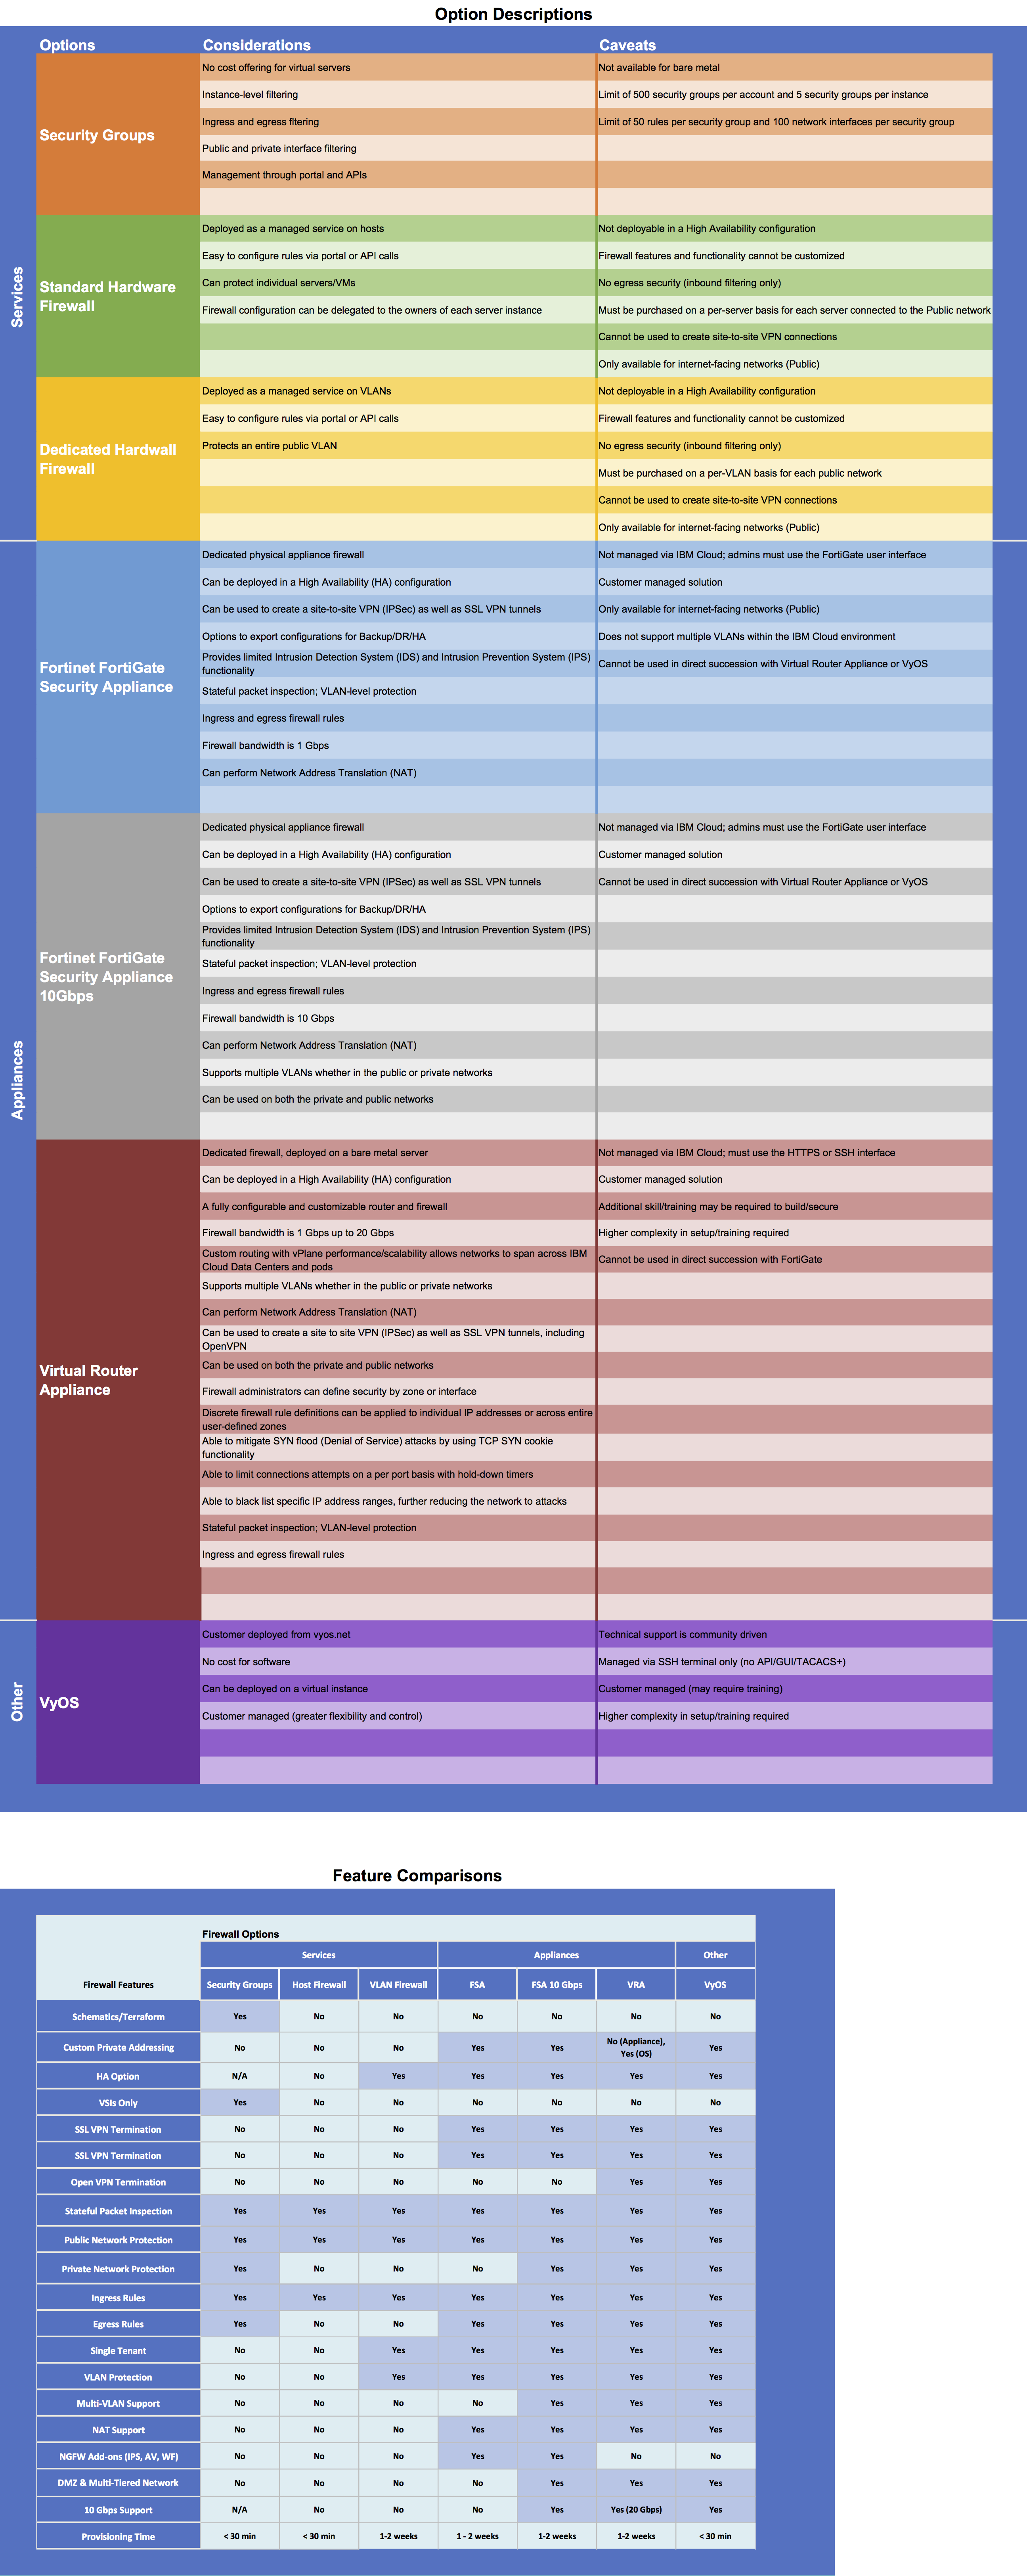 Option Descriptions
Options Considerations Caveats
Services
Security Groups
No cost offering for virtual servers Not available for bare metal
Instance-level filtering Limit of 500 security groups per account and 5 security groups per instance
Ingress and egress fltering Limit of 50 rules per security group and 100 network interfaces per security group
Public and private interface filtering
Management through portal and APIs
Standard Hardware
Firewall
Deployed as a managed service on hosts Not deployable in a High Availability configuration
Easy to configure rules via portal or API calls Firewall features and functionality cannot be customized
Can protect individual servers/VMs No egress security (inbound filtering only)
Firewall configuration can be delegated to the owners of each server instance Must be purchased on a per-server basis for each server connected to the Public network
Cannot be used to create site-to-site VPN connections
Only available for internet-facing networks (Public)
Dedicated Hardwall
Firewall
Deployed as a managed service on VLANs Not deployable in a High Availability configuration
Easy to configure rules via portal or API calls Firewall features and functionality cannot be customized
Protects an entire public VLAN No egress security (inbound filtering only)
Must be purchased on a per-VLAN basis for each public network
Cannot be used to create site-to-site VPN connections
Only available for internet-facing networks (Public)
Appliances
Fortinet FortiGate
Security Appliance
Dedicated physical appliance firewall Not managed via IBM Cloud; admins must use the FortiGate user interface
Can be deployed in a High Availability (HA) configuration Customer managed solution
Can be used to create a site-to-site VPN (IPSec) as well as SSL VPN tunnels Only available for internet-facing networks (Public)
Options to export configurations for Backup/DR/HA Does not support multiple VLANs within the IBM Cloud environment
Provides limited Intrusion Detection System (IDS) and Intrusion Prevention System (IPS)
functionality Cannot be used in direct succession with Virtual Router Appliance or VyOS
Stateful packet inspection; VLAN-level protection
Ingress and egress firewall rules
Firewall bandwidth is 1 Gbps
Can perform Network Address Translation (NAT)
Fortinet FortiGate
Security Appliance
10Gbps
Dedicated physical appliance firewall Not managed via IBM Cloud; admins must use the FortiGate user interface
Can be deployed in a High Availability (HA) configuration Customer managed solution
Can be used to create a site-to-site VPN (IPSec) as well as SSL VPN tunnels Cannot be used in direct succession with Virtual Router Appliance or VyOS
Options to export configurations for Backup/DR/HA
Provides limited Intrusion Detection System (IDS) and Intrusion Prevention System (IPS)
functionality
Stateful packet inspection; VLAN-level protection
Ingress and egress firewall rules
Firewall bandwidth is 10 Gbps
Can perform Network Address Translation (NAT)
Supports multiple VLANs whether in the public or private networks
Can be used on both the private and public networks
Virtual Router
Appliance
Dedicated firewall, deployed on a bare metal server Not managed via IBM Cloud; must use the HTTPS or SSH interface
Can be deployed in a High Availability (HA) configuration Customer managed solution
A fully configurable and customizable router and firewall Additional skill/training may be required to build/secure
Firewall bandwidth is 1 Gbps up to 20 Gbps Higher complexity in setup/training required
Custom routing with vPlane performance/scalability allows networks to span across IBM
Cloud Data Centers and pods Cannot be used in direct succession with FortiGate
Supports multiple VLANs whether in the public or private networks
Can perform Network Address Translation (NAT)
Can be used to create a site to site VPN (IPSec) as well as SSL VPN tunnels, including
OpenVPN
Can be used on both the private and public networks
Firewall administrators can define security by zone or interface
Discrete firewall rule definitions can be applied to individual IP addresses or across entire
user-defined zones
Able to mitigate SYN flood (Denial of Service) attacks by using TCP SYN cookie
functionality
Able to limit connections attempts on a per port basis with hold-down timers
Able to black list specific IP address ranges, further reducing the network to attacks
Stateful packet inspection; VLAN-level protection
Ingress and egress firewall rules
Other
VyOS
Customer deployed from vyos.net Technical support is community driven
No cost for software Managed via SSH terminal only (no API/GUI/TACACS+)
Can be deployed on a virtual instance Customer managed (may require training)
Customer managed (greater flexibility and control) Higher complexity in setup/training required
Feature Comparisons
Firewall Options
Services Appliances Other
Firewall Features Security Groups Host Firewall VLAN Firewall FSA FSA 10 Gbps VRA VyOS
Schematics/Terraform Yes No No No No No No
Custom Private Addressing No No No Yes Yes No (Appliance), Yes (OS) Yes
HA Option N/A No Yes Yes Yes Yes Yes
VSIs Only Yes No No No No No No
SSL VPN Termination No No No Yes Yes Yes Yes
SSL VPN Termination No No No Yes Yes Yes Yes
Open VPN Termination No No No No No Yes Yes
Stateful Packet Inspection Yes Yes Yes Yes Yes Yes Yes
Public Network Protection Yes Yes Yes Yes Yes Yes Yes
Private Network Protection Yes No No No Yes Yes Yes
Ingress Rules Yes Yes Yes Yes Yes Yes Yes
Egress Rules Yes No No Yes Yes Yes Yes
Single Tenant No No Yes Yes Yes Yes Yes
VLAN Protection No No Yes Yes Yes Yes Yes
Multi-VLAN Support No No No No Yes Yes Yes
NAT Support No No No Yes Yes Yes Yes
NGFW Add-ons (IPS, AV, WF) No No No Yes Yes No No
DMZ & Multi-Tiered Network No No No No Yes Yes Yes
10 Gbps Support N/A No No No Yes Yes (20 Gbps) Yes
Provisioning Time < 30 min < 30 min 1-2 weeks 1 - 2 weeks 1-2 weeks 1-2 weeks < 30 min